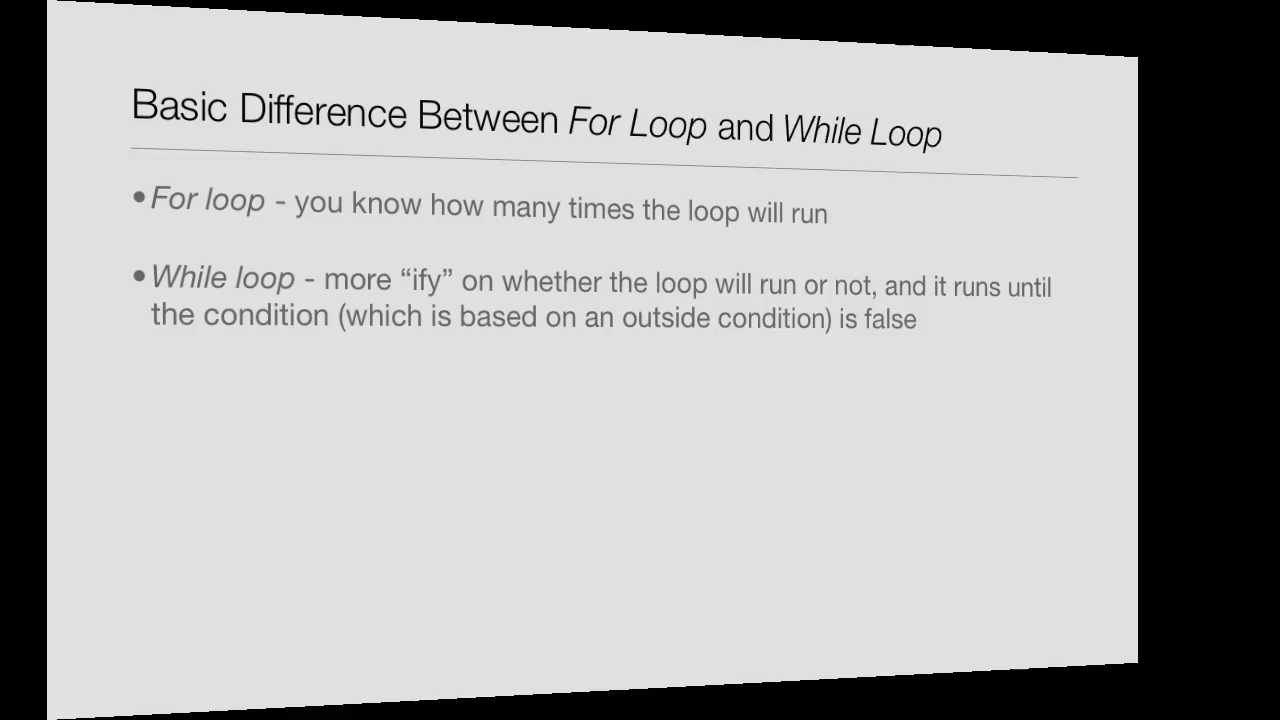 Basic Difference Between For Loop and While Loop
•For loop - you know how many times the loop will run
•While loop - more “ify” on whether the loop will run or not, and it runs until
the condition (which is based on an outside condition) is false